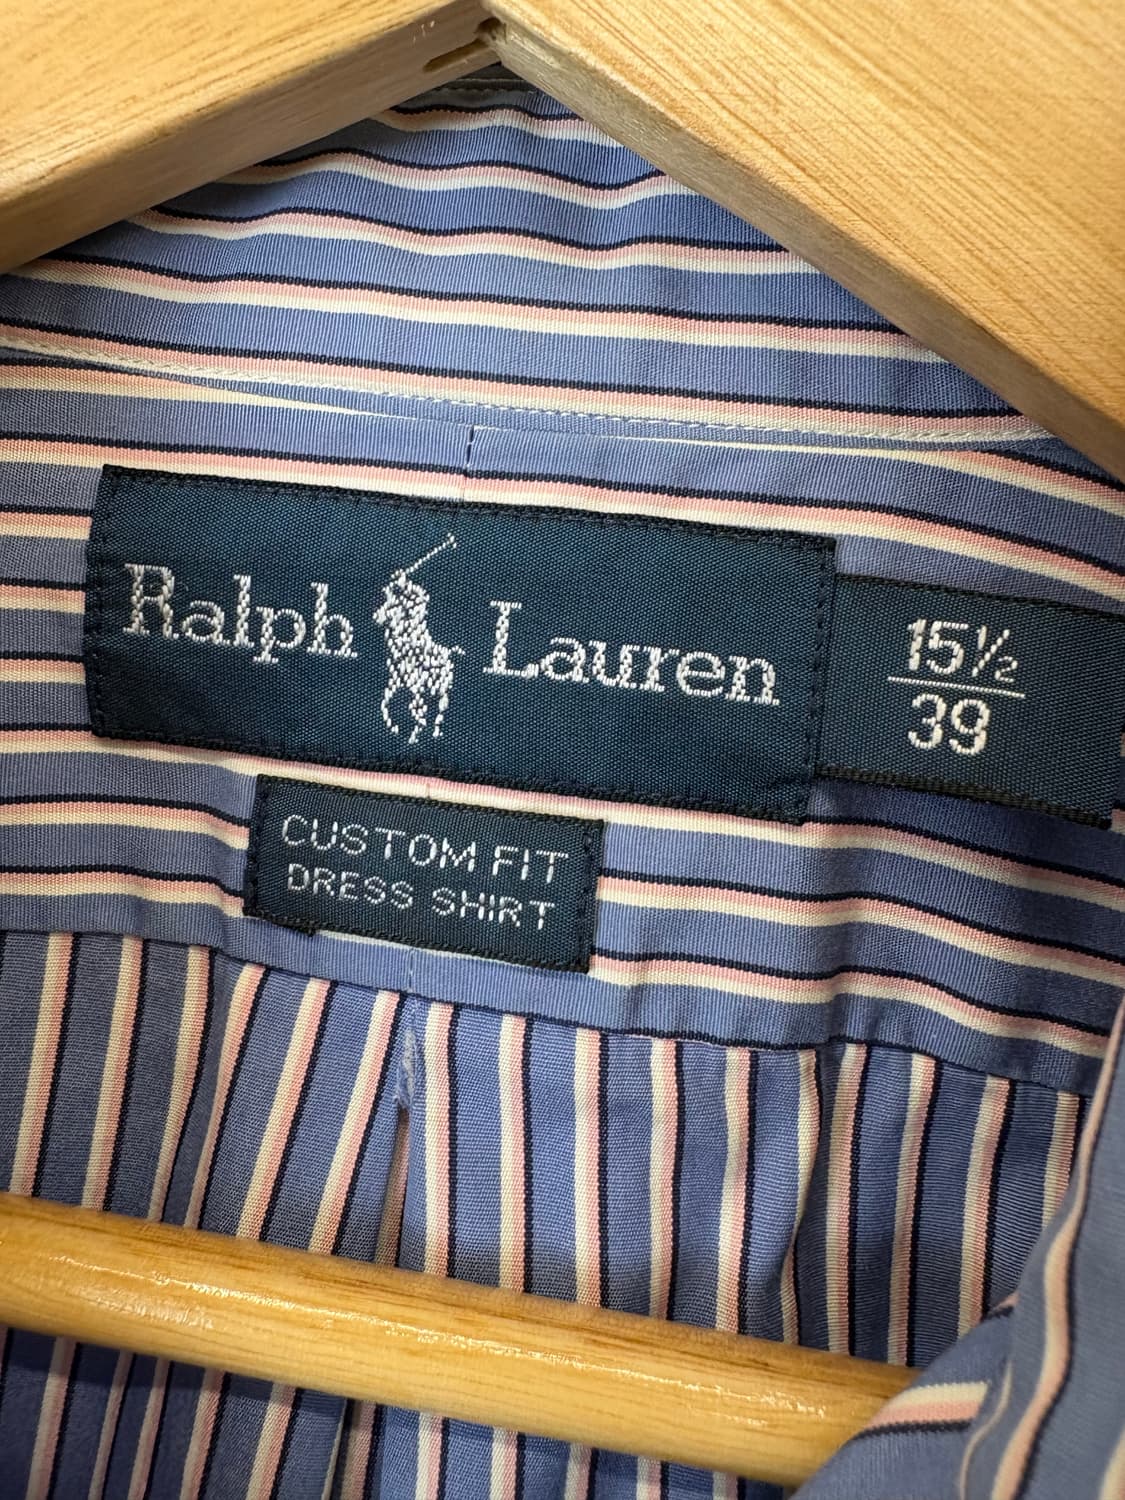 Ralph Lauren
15½
39
CUSTOM FIT
DRESS SHIRT